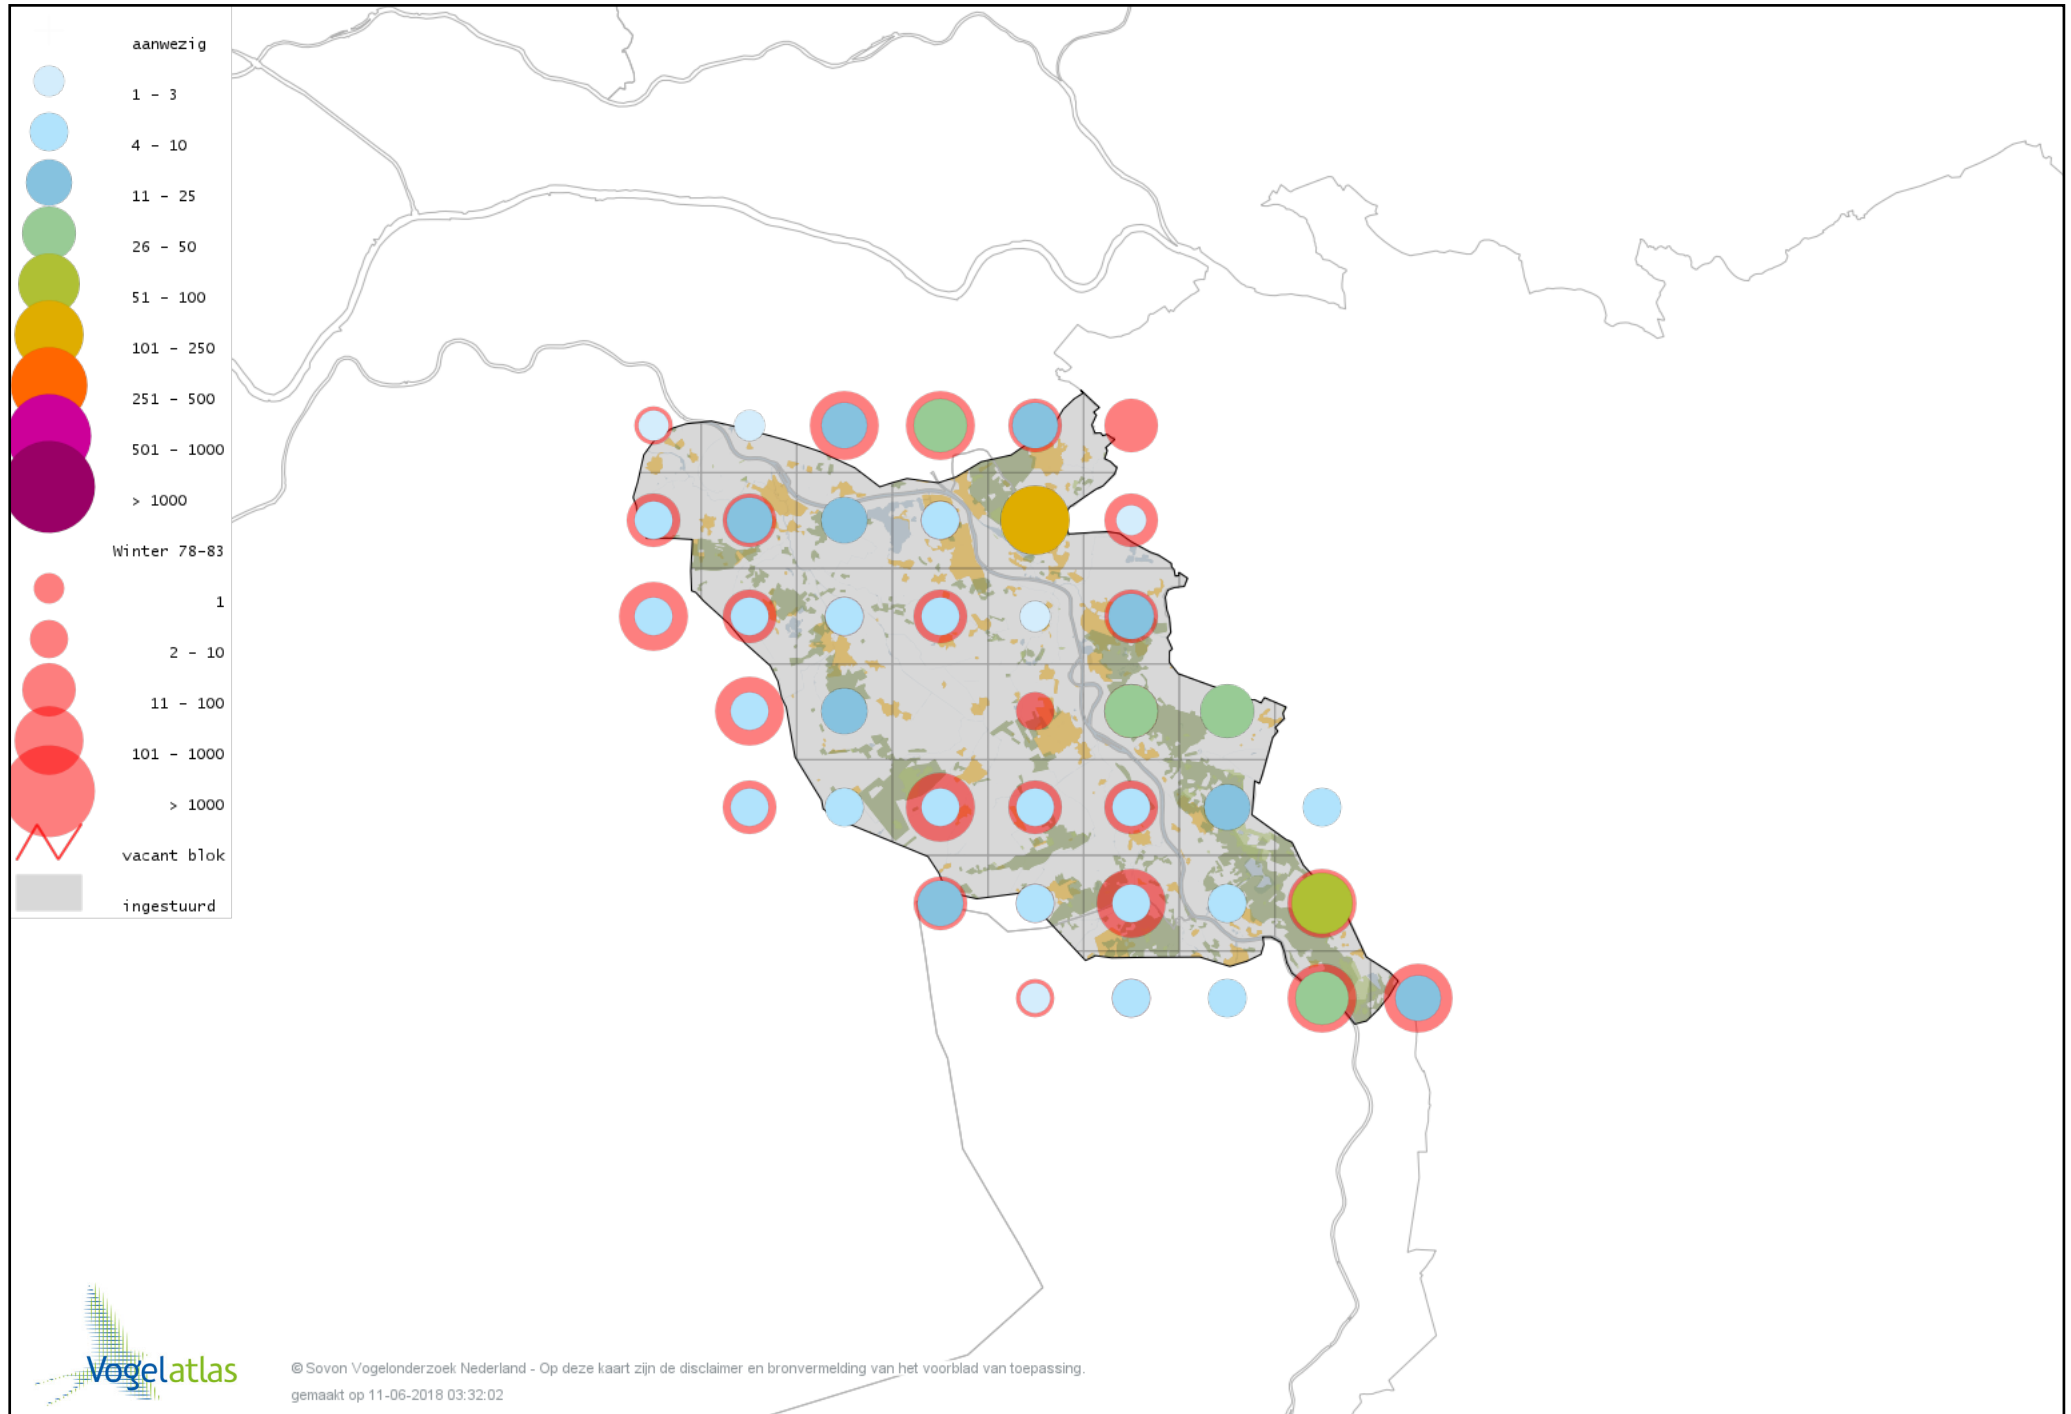 aanwezig
1 - 3
4 - 10
11 - 25
26 - 50
51 - 100
101 - 250
251 - 500
501 - 1000
> 1000
Winter 78-83
1
2 - 10
11 - 100
101 - 1000
> 1000
vacant blok
ingestuurd
Vogelatlas
© Sovon Vogelonderzoek Nederland - Op deze kaart zijn de disclaimer en bronvermelding van het voorblad van toepassing.
gemaakt op 11-06-2018 03:32:02